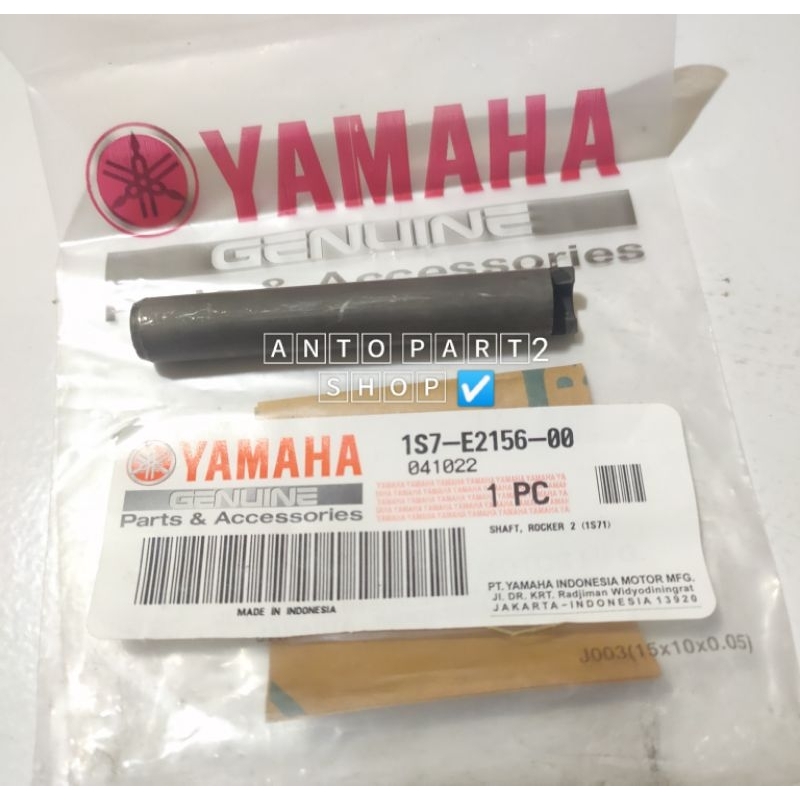 YAMAHA
GENUINE
Parts & Accessories
ANTO PART2
SHOP ✅
YAMAHA
GENUINE
Parts & Accessories
1S7-E2156-00
041022
1 PC
SHAFT, ROCKER 2 (1S71)
MADE IN INDONESIA
PT. YAMAHA INDONESIA MOTOR MFG.
Jl. DR. KRT. Radjiman Widyodiningrat
JAKARTA-INDONESIA 13920
J003(15x10x0.05)